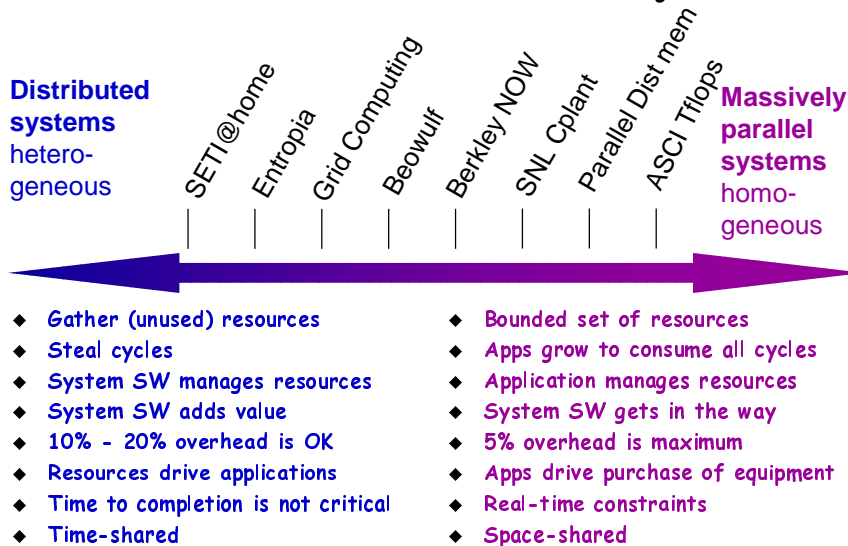 Distributed
systems
hetero-
geneous
SETI@home
Entropia
Grid Computing
Beowulf
Berkley NOW
SNL Cplant
Parallel Dist mem
ASCI Tflops
Massively
parallel
systems
homo-
geneous
◆ Gather (unused) resources
◆ Steal cycles
◆ System SW manages resources
◆ System SW adds value
◆ 10% - 20% overhead is OK
◆ Resources drive applications
◆ Time to completion is not critical
◆ Time-shared
◆ Bounded set of resources
◆ Apps grow to consume all cycles
◆ Application manages resources
◆ System SW gets in the way
◆ 5% overhead is maximum
◆ Apps drive purchase of equipment
◆ Real-time constraints
◆ Space-shared